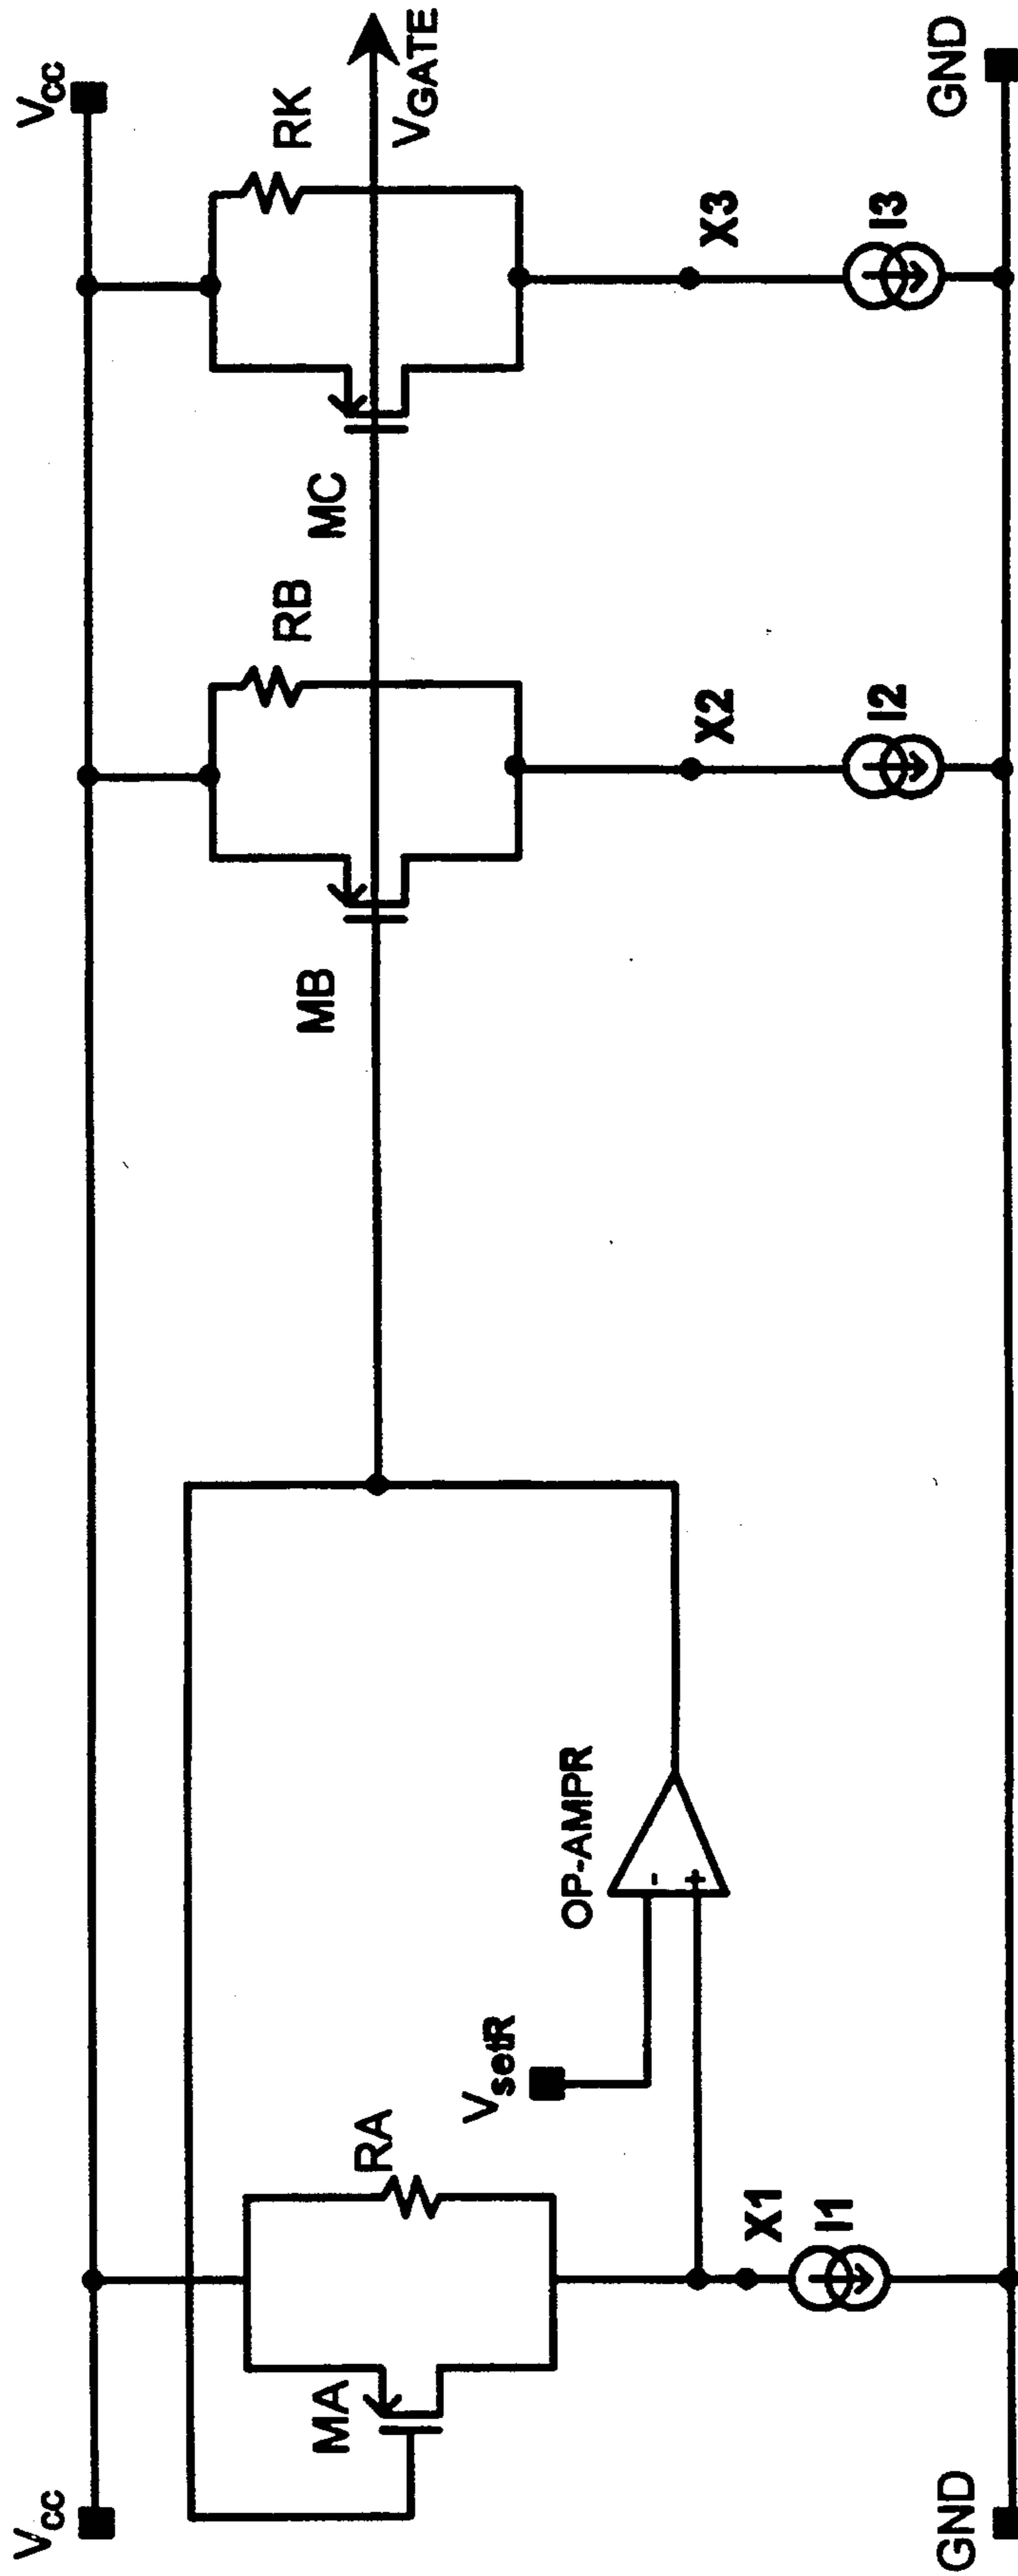 Vcc
Vcc
MA
RA
VsetR
OP-AMPR
-
+
X1
I1
MB
RB
MC
RK
VGATE
X2
I2
X3
I3
GND
GND